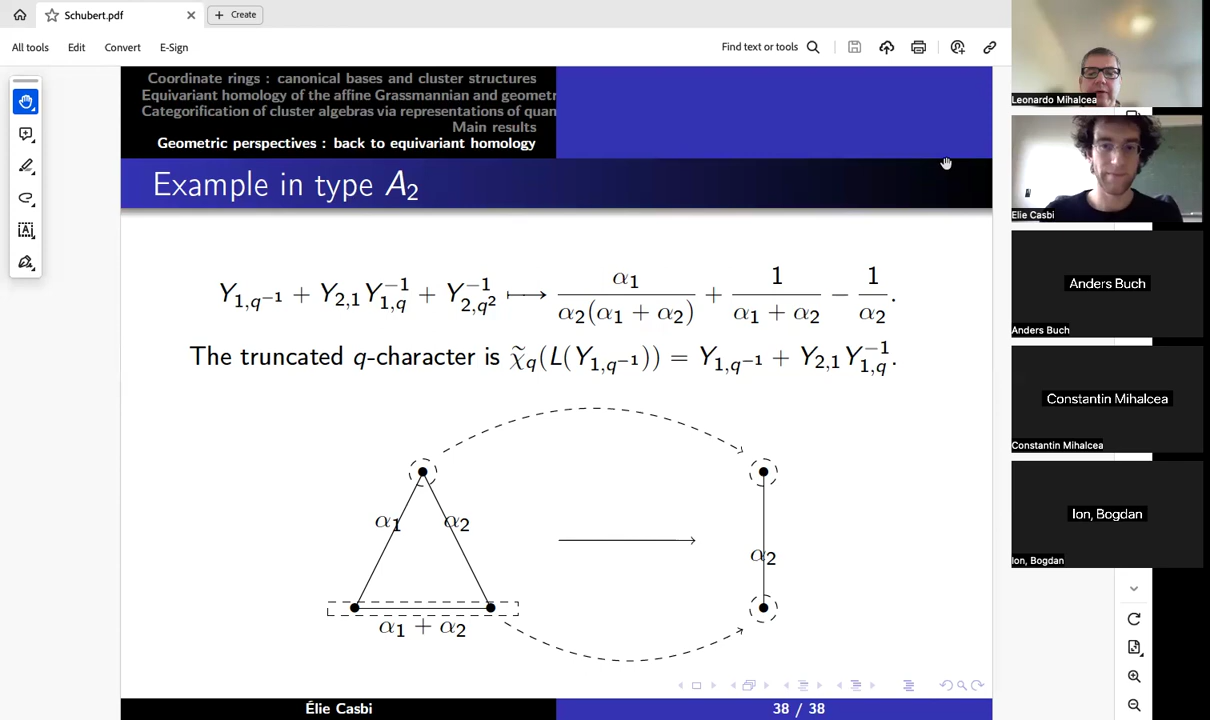 Schubert.pdf
Create
All tools Edit Convert E-Sign
Find text or tools
Coordinate rings : canonical bases and cluster structures
Equivariant homology of the affine Grassmannian and geometr
Categorification of cluster algebras via representations of quan
Main results
Geometric perspectives : back to equivariant homology
Example in type A₂
Y_{1,q^{-1}} + Y_{2,1} Y_{1,q}^{-1} + Y_{2,q^2}^{-1} ⟼ α₁/(α₂(α₁ + α₂)) + 1/(α₁ + α₂) − 1/α₂.
The truncated q-character is χ̃_q(L(Y_{1,q^{-1}})) = Y_{1,q^{-1}} + Y_{2,1} Y_{1,q}^{-1}.
α₁ α₂
α₂
α₁ + α₂
Élie Casbi 38 / 38
Leonardo Mihalcea
Elie Casbi
Anders Buch
Anders Buch
Constantin Mihalcea
Constantin Mihalcea
Ion, Bogdan
Ion, Bogdan